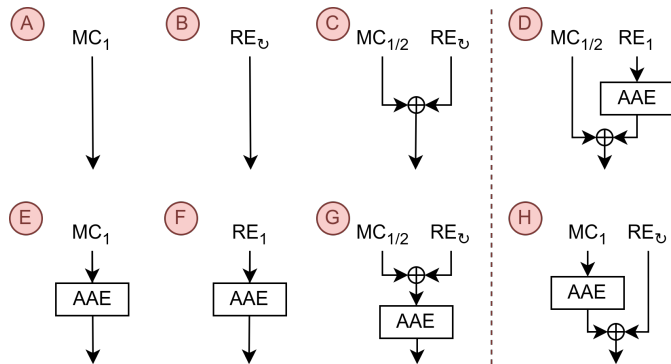 A
MC₁
B
RE↻
C
MC₁/₂ RE↻
D
MC₁/₂ RE₁
AAE
E
MC₁
AAE
F
RE₁
AAE
G
MC₁/₂ RE↻
AAE
H
MC₁ RE↻
AAE